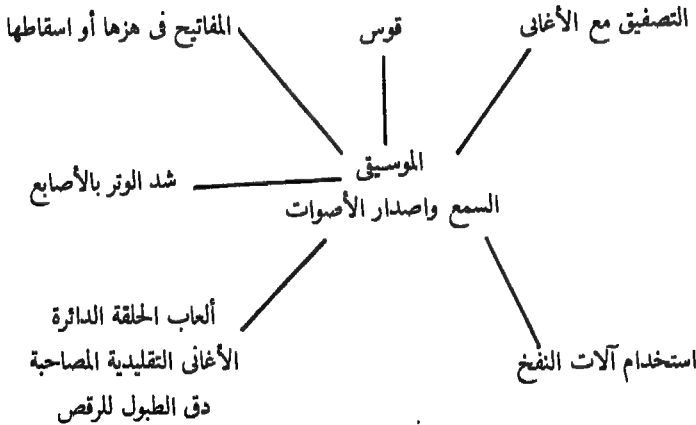 التصفيق مع الأغانى
قوس
المفاتيح فى هزها أو اسقاطها
الموسيقى
السمع واصدار الأصوات
شد الوتر بالأصابع
ألعاب الحلقة الدائرة
الأغانى التقليدية المصاحبة
دق الطبول للرقص
استخدام آلات النفخ